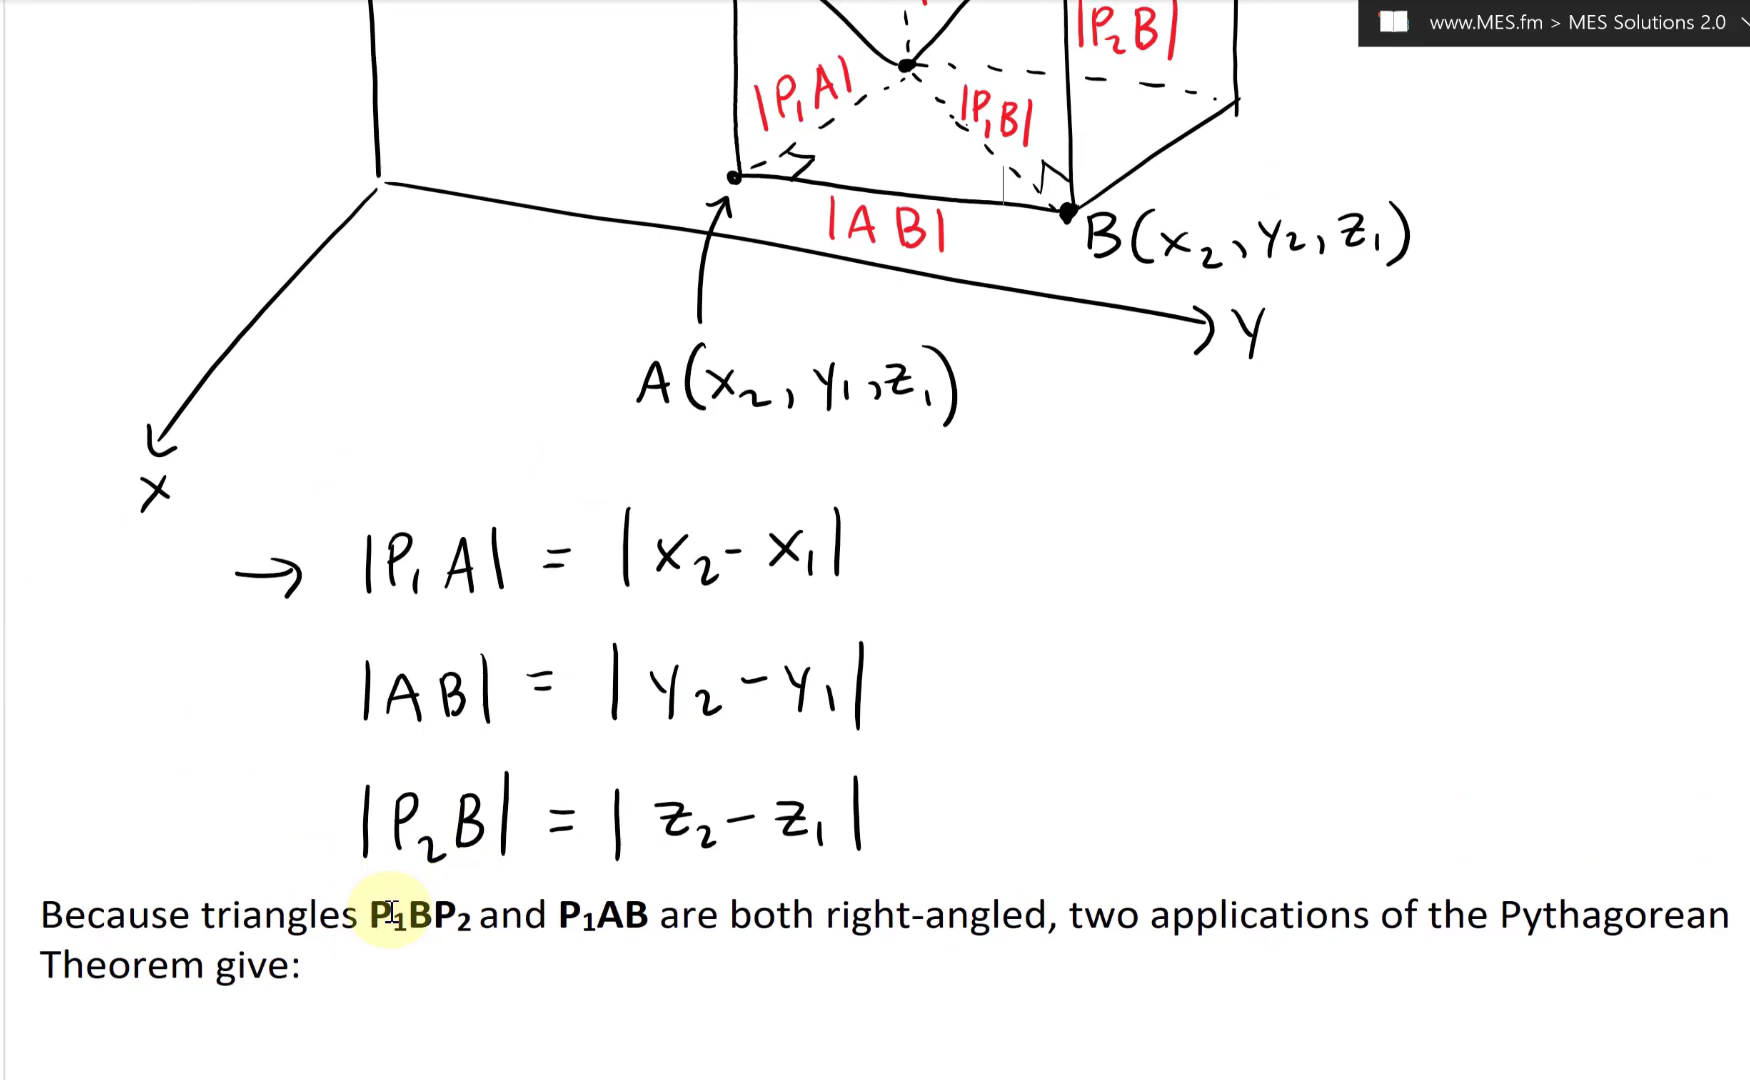 www.MES.fm > MES Solutions 2.0
|P₂B|
|P₁A|
|P₁B|
|AB|
B(x₂, y₂, z₁)
Y
A(x₂, y₁, z₁)
X
→ |P₁A| = |x₂ - x₁|
|AB| = |y₂ - y₁|
|P₂B| = |z₂ - z₁|
Because triangles P₁BP₂ and P₁AB are both right-angled, two applications of the Pythagorean
Theorem give: